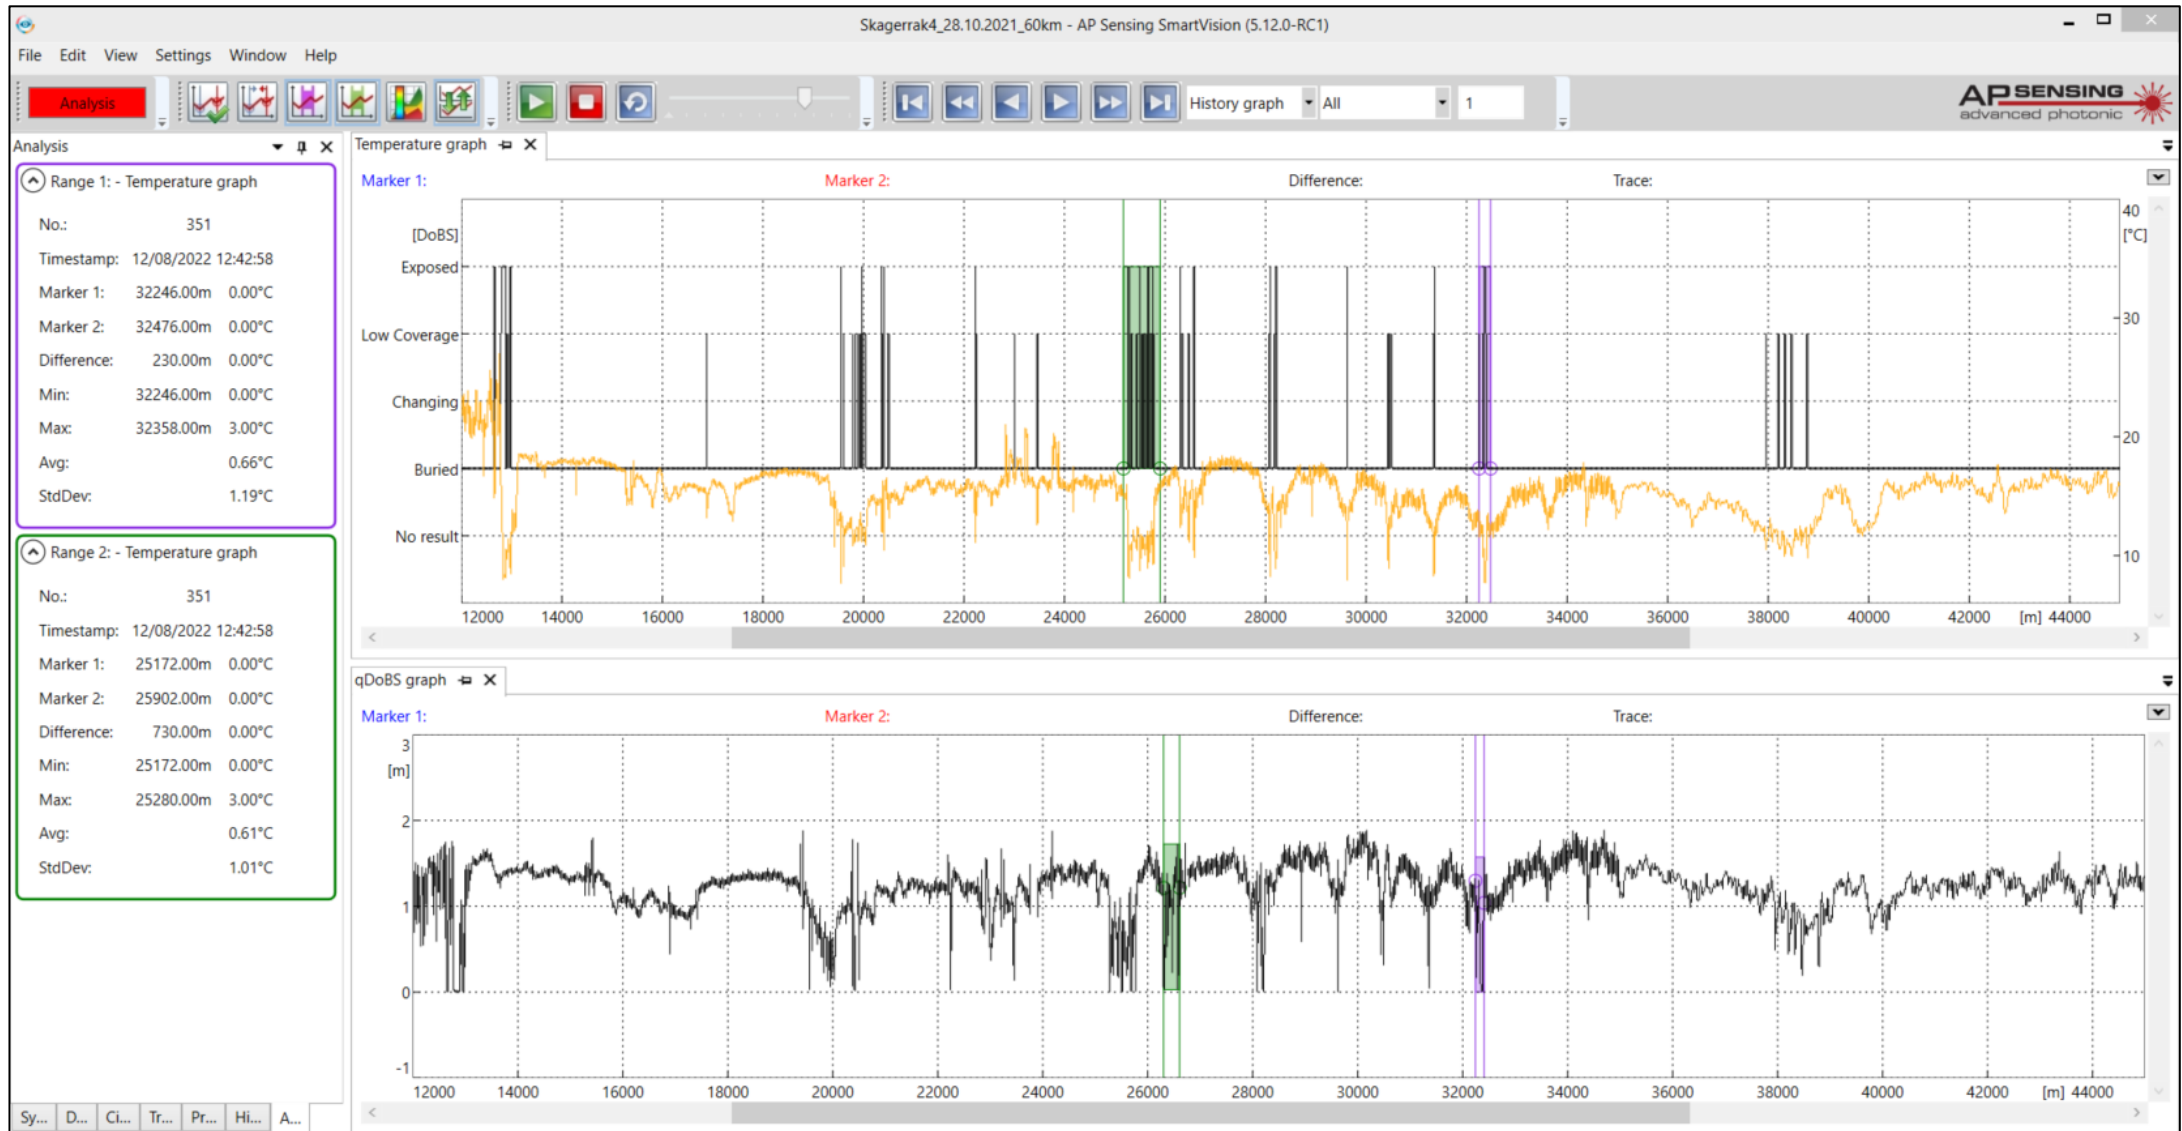 Skagerrak4_28.10.2021_60km - AP Sensing SmartVision (5.12.0-RC1)
File Edit View Settings Window Help
Analysis
History graph All 1
AP SENSING
advanced photonic
Analysis
Range 1: - Temperature graph
No.: 351
Timestamp: 12/08/2022 12:42:58
Marker 1: 32246.00m 0.00°C
Marker 2: 32476.00m 0.00°C
Difference: 230.00m 0.00°C
Min: 32246.00m 0.00°C
Max: 32358.00m 3.00°C
Avg: 0.66°C
StdDev: 1.19°C
Range 2: - Temperature graph
No.: 351
Timestamp: 12/08/2022 12:42:58
Marker 1: 25172.00m 0.00°C
Marker 2: 25902.00m 0.00°C
Difference: 730.00m 0.00°C
Min: 25172.00m 0.00°C
Max: 25280.00m 3.00°C
Avg: 0.61°C
StdDev: 1.01°C
Sy... D... Ci... Tr... Pr... Hi... A...
Temperature graph
Marker 1: Marker 2: Difference: Trace:
[DoBS]
Exposed
Low Coverage
Changing
Buried
No result
40
[°C]
30
20
10
12000 14000 16000 18000 20000 22000 24000 26000 28000 30000 32000 34000 36000 38000 40000 42000 [m] 44000
qDoBS graph
Marker 1: Marker 2: Difference: Trace:
3
[m]
2
1
0
-1
12000 14000 16000 18000 20000 22000 24000 26000 28000 30000 32000 34000 36000 38000 40000 42000 [m] 44000